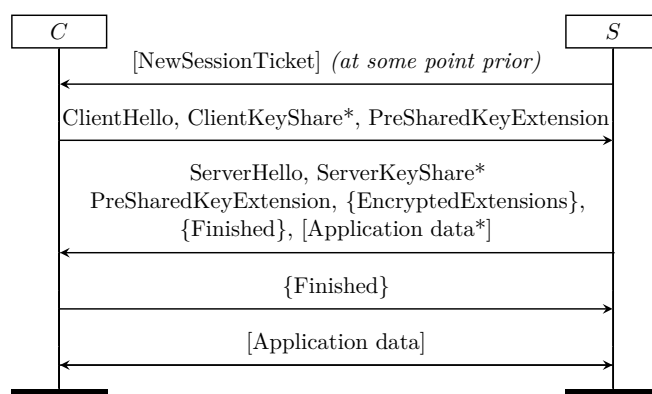 C
S
[NewSessionTicket] (at some point prior)
ClientHello, ClientKeyShare*, PreSharedKeyExtension
ServerHello, ServerKeyShare*
PreSharedKeyExtension, {EncryptedExtensions},
{Finished}, [Application data*]
{Finished}
[Application data]